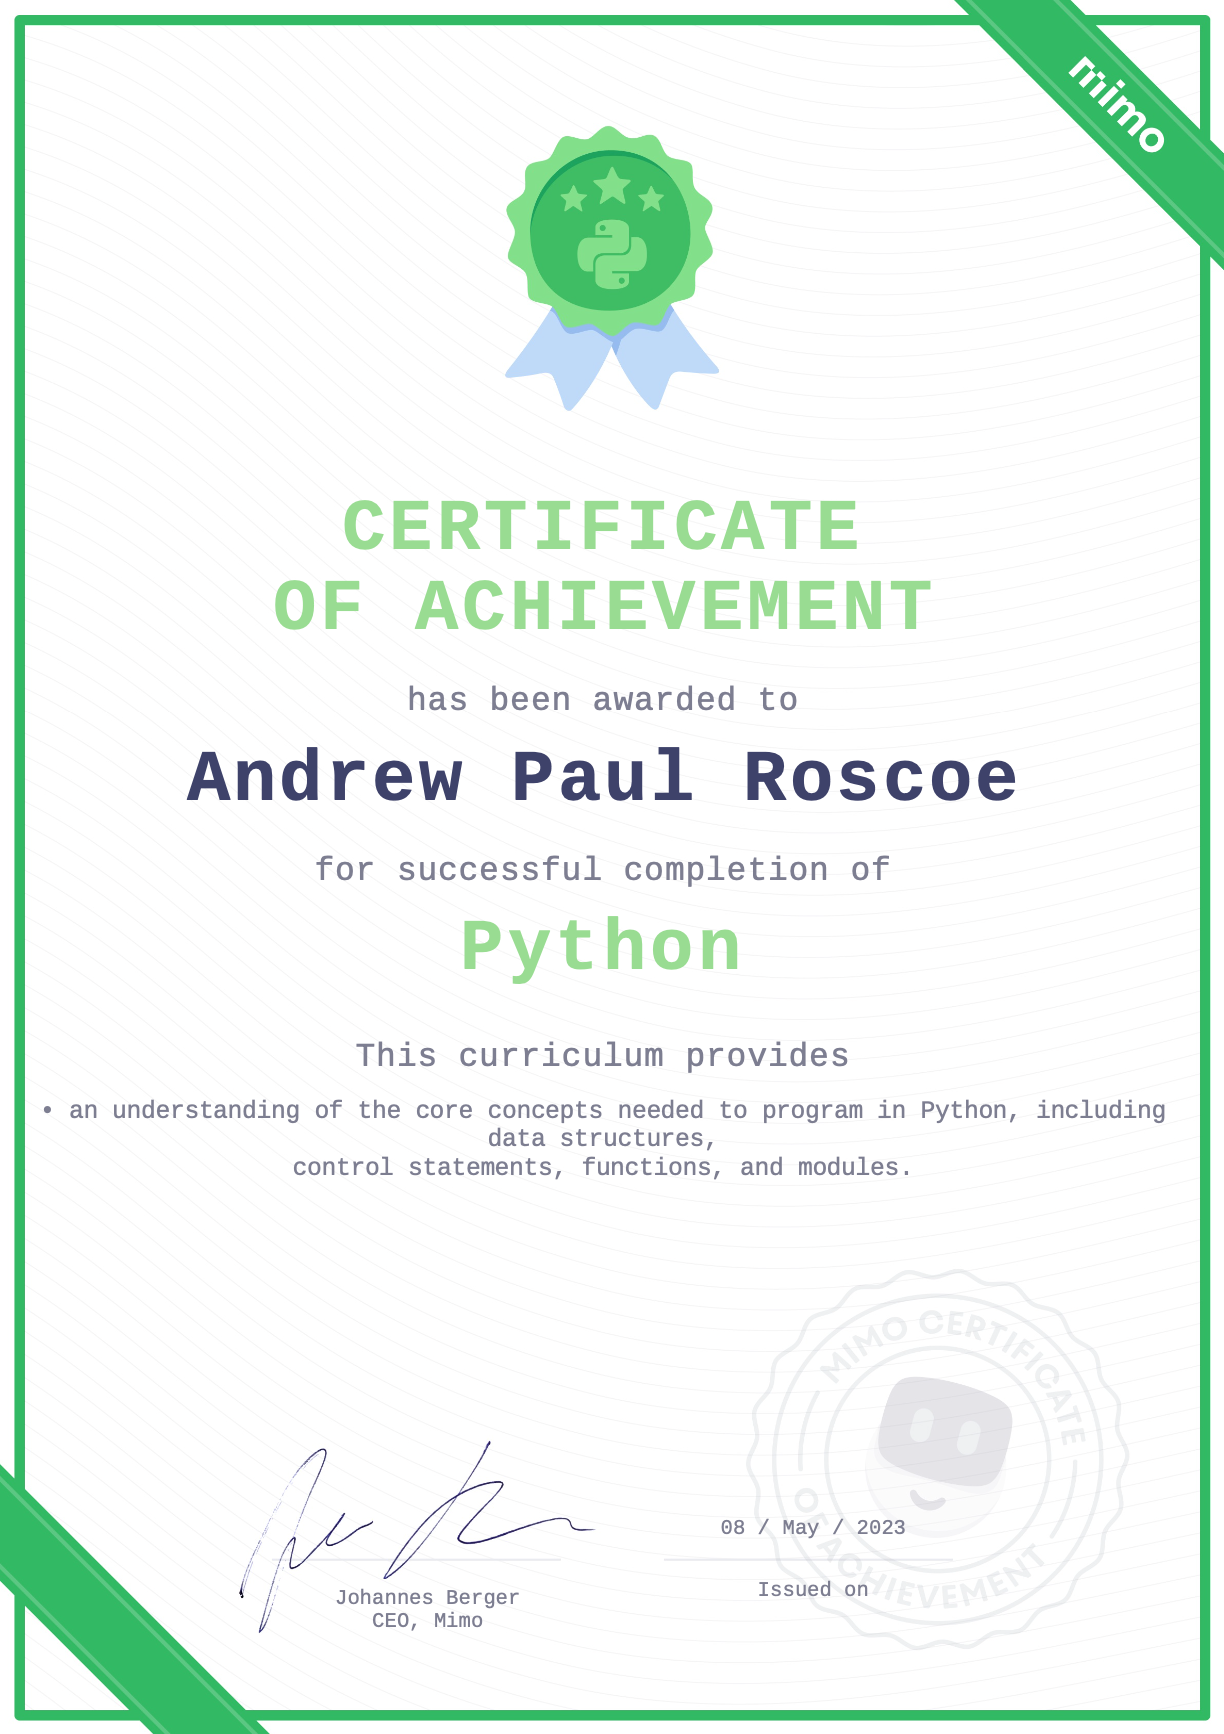 mimo
CERTIFICATE
OF ACHIEVEMENT
has been awarded to
Andrew Paul Roscoe
for successful completion of
Python
This curriculum provides
• an understanding of the core concepts needed to program in Python, including
data structures,
control statements, functions, and modules.
MIMO CERTIFICATE
OF ACHIEVEMENT
08 / May / 2023
Issued on
Johannes Berger
CEO, Mimo